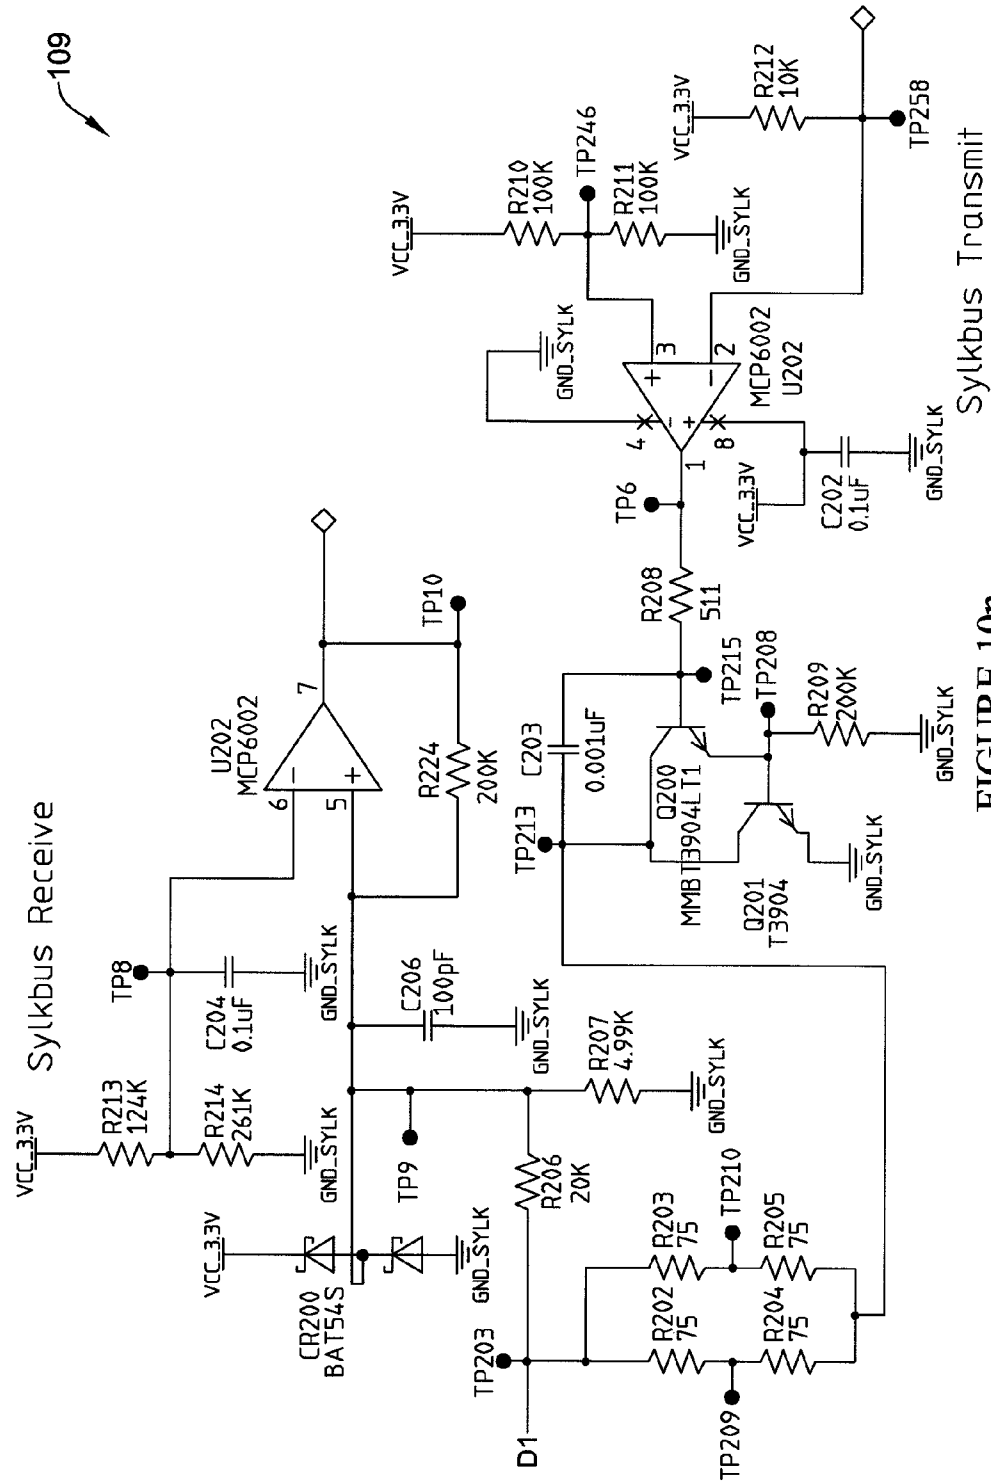 109
Sylkbus Receive
VCC_3.3V
R213
124K
R214
261K
GND_SYLK
TP8
C204
0.1uF
GND_SYLK
U202
MCP6002
6
5
7
VCC_3.3V
CR200
BAT54S
GND_SYLK
TP9
C206
100pF
GND_SYLK
R224
200K
TP10
R206
20K
R207
4.99K
GND_SYLK
TP203
D1
R202
75
R203
75
TP209
TP210
R204
75
R205
75
TP213
C203
0.001uF
Q200
MMBT3904LT1
Q201
T3904
GND_SYLK
TP215
TP208
R209
200K
GND_SYLK
R208
511
TP6
1
4
8
3
2
MCP6002
U202
GND_SYLK
VCC_3.3V
C202
0.1uF
GND_SYLK
VCC_3.3V
R210
100K
TP246
R211
100K
GND_SYLK
VCC_3.3V
R212
10K
TP258
Sylkbus Transmit